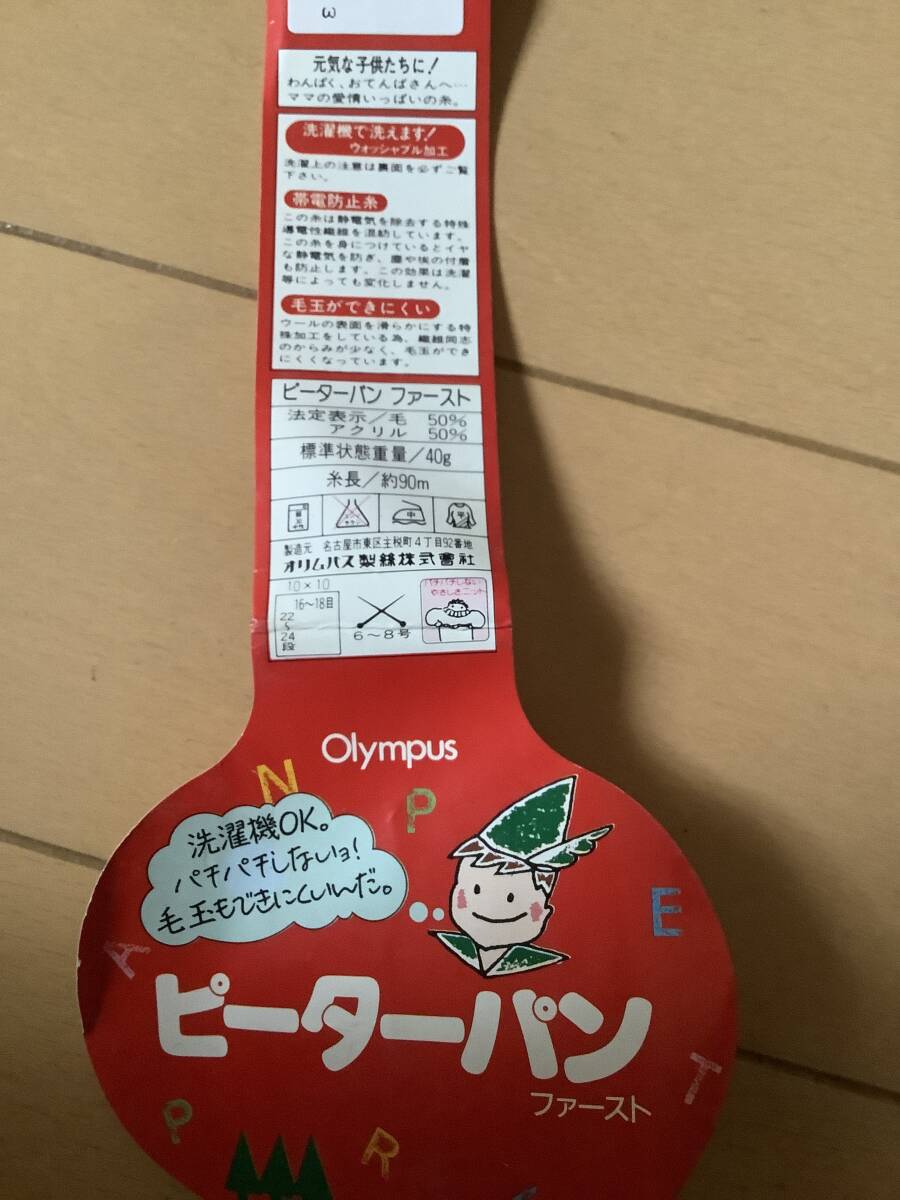 ω
元気な子供たちに!
わんぱく、おてんばさんへ…
ママの愛情いっぱいの糸。
洗濯機で洗えます!
ウォッシャブル加工
洗濯上の注意は裏面を必ずご覧
下さい。
帯電防止糸
この糸は静電気を除去する特殊
導電性繊維を混紡しています。
この糸を身につけているとイヤ
な静電気を防ぎ、塵や埃の付着
も防止します。この効果は洗濯
等によっても変化しません。
毛玉ができにくい
ウールの表面を滑らかにする特
殊加工をしている為、繊維同志
のからみが少なく、毛玉ができ
にくくなっています。
ピーターパン ファースト
法定表示/毛 50%
アクリル 50%
標準状態重量/40g
糸長/約90m
中 平
製造元 名古屋市東区主税町4丁目92番地
オリムパス製絲株式會社
10×10
16〜18目
22〜24段
6〜8号
パチパチしない
やさしさニット
Olympus
N
P
洗濯機OK。
パチパチしないョ!
毛玉もできにくいんだ。
E
A
ピーターパン
ファースト
T
P
R